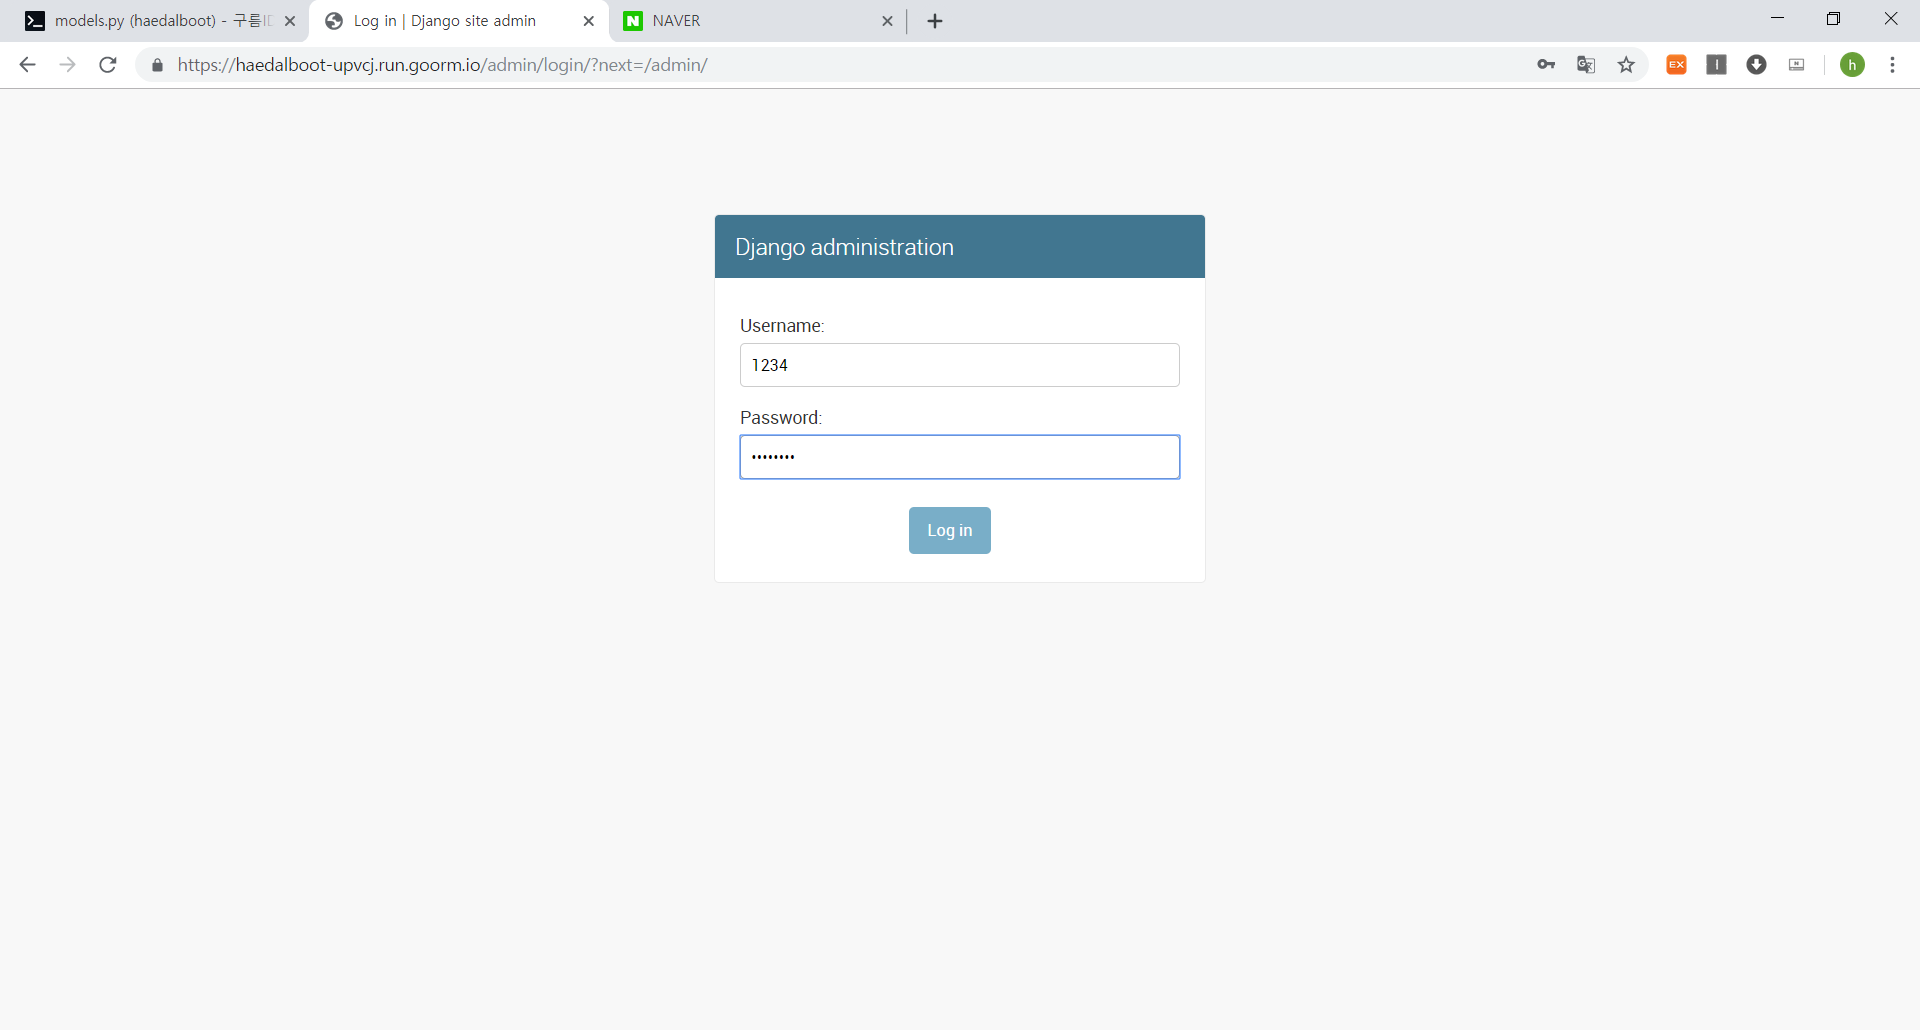 models.py (haedalboot) - 구름ID
Log in | Django site admin
NAVER
https://haedalboot-upvcj.run.goorm.io/admin/login/?next=/admin/
EX
h
Django administration
Username:
1234
Password:
••••••••
Log in